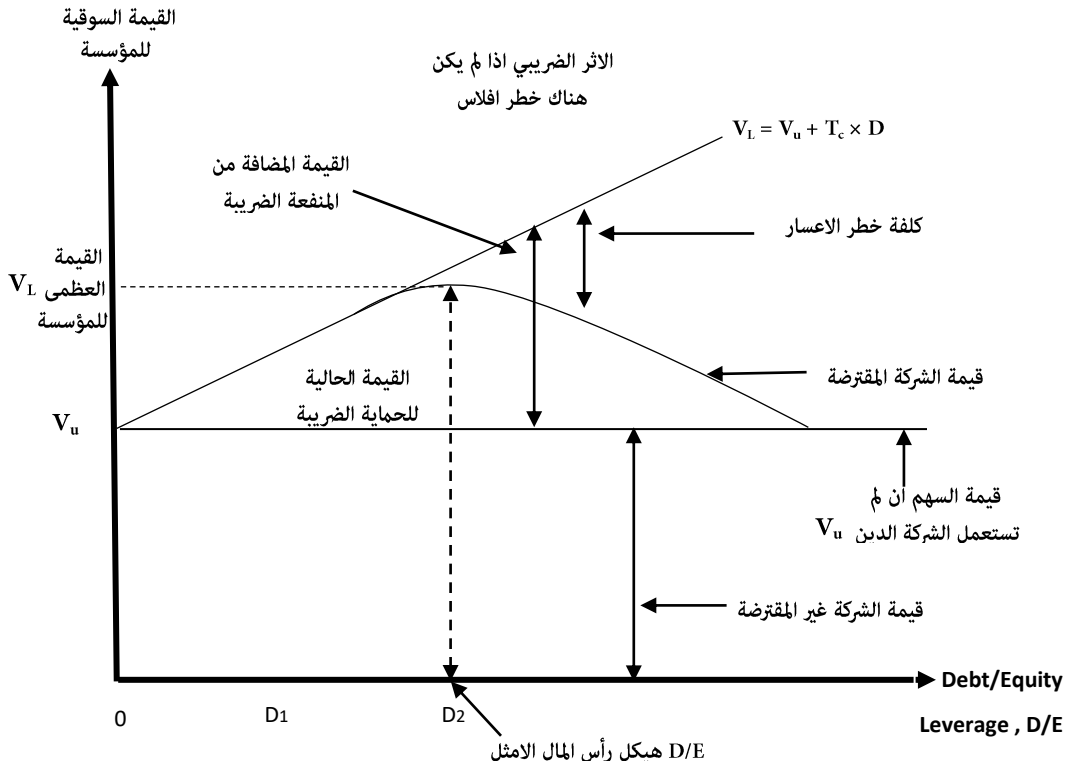 القيمة السوقية
للمؤسسة
الاثر الضريبي اذا لم يكن
هناك خطر افلاس
V_L = V_u + T_c × D
القيمة المضافة من
المنفعة الضريبة
كلفة خطر الاعسار
القيمة
العظمى V_L
للمؤسسة
القيمة الحالية
للحماية الضريبة
قيمة الشركة المقترضة
V_u
قيمة السهم ان لم
تستعمل الشركة الدين V_u
قيمة الشركة غير المقترضة
Debt/Equity
0
D1
D2
Leverage , D/E
D/E هيكل رأس المال الامثل